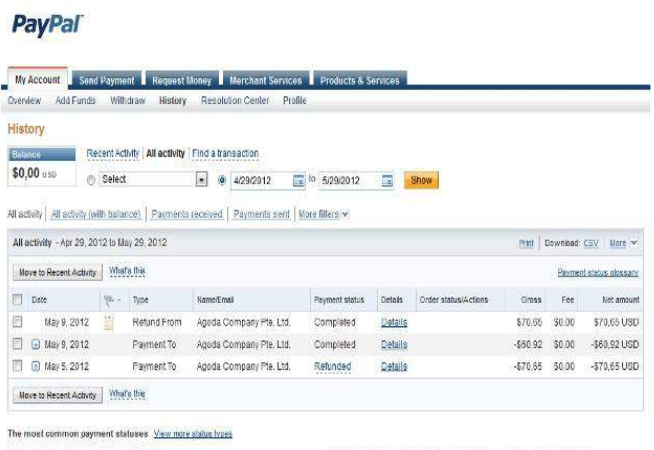 PayPal
My Account Send Payment Request Money Merchant Services Products & Services
Overview Add Funds Withdraw History Resolution Center Profile
History
Balance Recent Activity All activity Find a transaction
$0,00 USD Select 4/29/2012 to 5/29/2012 Show
All activity All activity (with balance) Payments received Payments sent More filters
All activity - Apr 29, 2012 to May 29, 2012 Print Download: CSV More
Move to Recent Activity What's this Payment status glossary
Date Type Name/Email Payment status Details Order status/Actions Gross Fee Net amount
May 9, 2012 Refund From Agoda Company Pte. Ltd. Completed Details $70,65 $0,00 $70,65 USD
May 9, 2012 Payment To Agoda Company Pte. Ltd. Completed Details -$60,92 $0,00 -$60,92 USD
May 5, 2012 Payment To Agoda Company Pte. Ltd. Refunded Details -$70,65 $0,00 -$70,65 USD
Move to Recent Activity What's this
The most common payment statuses View more status types